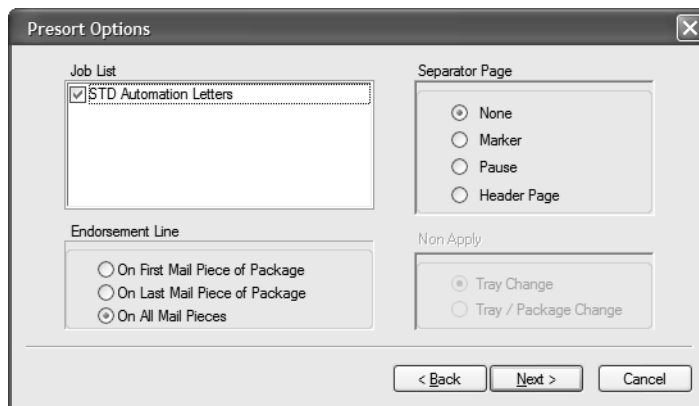 Presort Options
Job List
STD Automation Letters
Separator Page
None
Marker
Pause
Header Page
Endorsement Line
On First Mail Piece of Package
On Last Mail Piece of Package
On All Mail Pieces
Non Apply
Tray Change
Tray / Package Change
< Back
Next >
Cancel